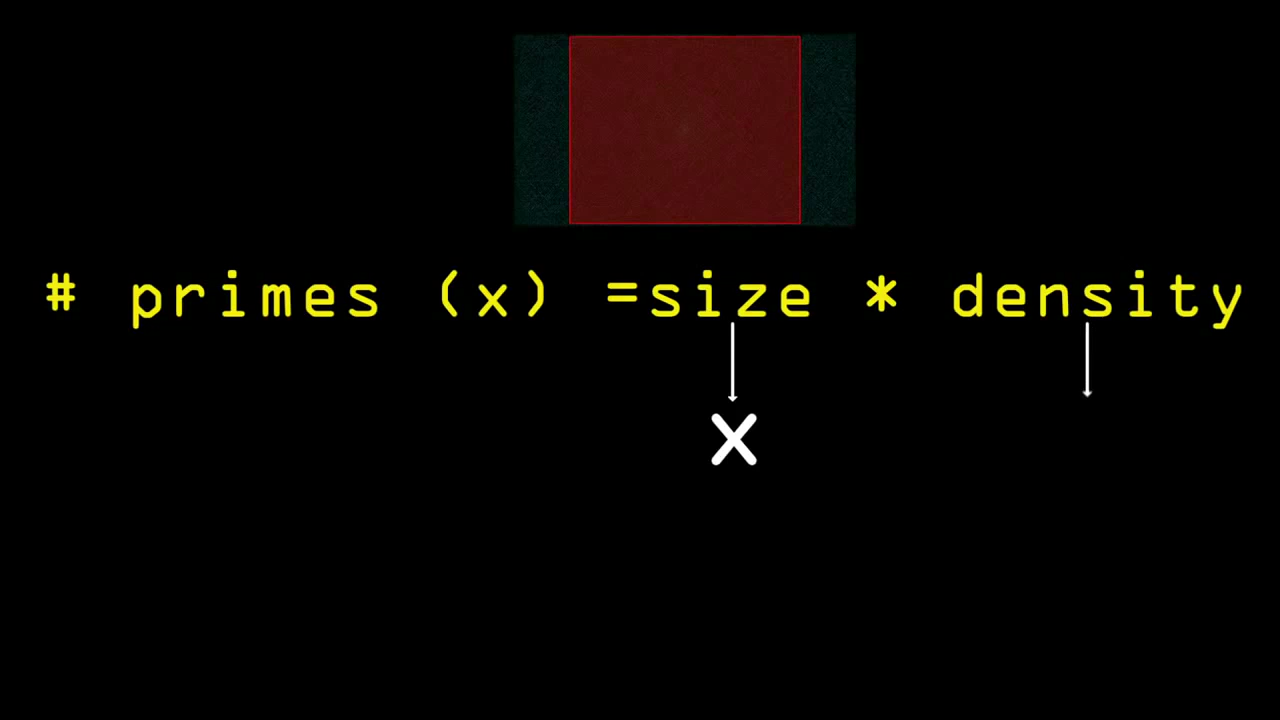 # primes (x) =size * density
x